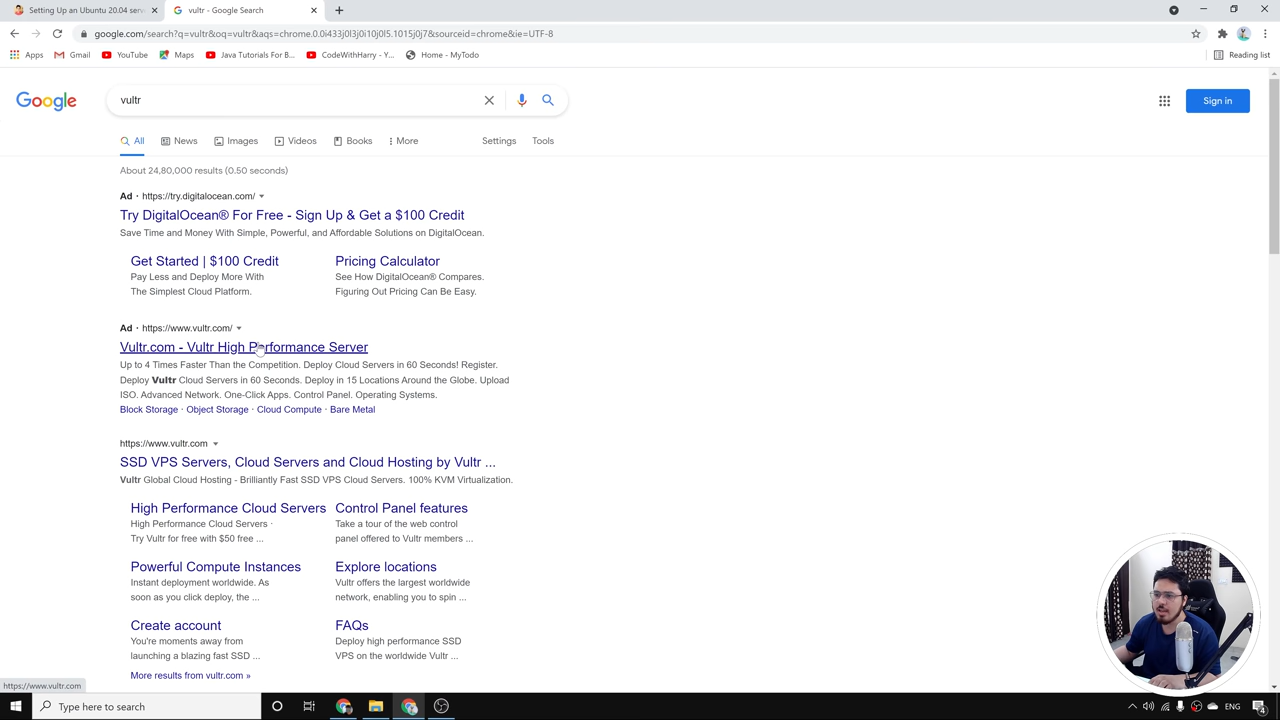 Setting Up an Ubuntu 20.04 serv
vultr - Google Search
google.com/search?q=vultr&oq=vultr&aqs=chrome.0.0i433j0l3j0i10j0l5.1015j0j7&sourceid=chrome&ie=UTF-8
Apps
Gmail
YouTube
Maps
Java Tutorials For B...
CodeWithHarry - Y...
Home - MyTodo
Reading list
Google
vultr
Sign in
All
News
Images
Videos
Books
More
Settings
Tools
About 24,80,000 results (0.50 seconds)
Ad · https://try.digitalocean.com/
Try DigitalOcean® For Free - Sign Up & Get a $100 Credit
Save Time and Money With Simple, Powerful, and Affordable Solutions on DigitalOcean.
Get Started | $100 Credit
Pay Less and Deploy More With
The Simplest Cloud Platform.
Pricing Calculator
See How DigitalOcean® Compares.
Figuring Out Pricing Can Be Easy.
Ad · https://www.vultr.com/
Vultr.com - Vultr High Performance Server
Up to 4 Times Faster Than the Competition. Deploy Cloud Servers in 60 Seconds! Register.
Deploy Vultr Cloud Servers in 60 Seconds. Deploy in 15 Locations Around the Globe. Upload
ISO. Advanced Network. One-Click Apps. Control Panel. Operating Systems.
Block Storage · Object Storage · Cloud Compute · Bare Metal
https://www.vultr.com
SSD VPS Servers, Cloud Servers and Cloud Hosting by Vultr ...
Vultr Global Cloud Hosting - Brilliantly Fast SSD VPS Cloud Servers. 100% KVM Virtualization.
High Performance Cloud Servers
High Performance Cloud Servers ·
Try Vultr for free with $50 free ...
Control Panel features
Take a tour of the web control
panel offered to Vultr members ...
Powerful Compute Instances
Instant deployment worldwide. As
soon as you click deploy, the ...
Explore locations
Vultr offers the largest worldwide
network, enabling you to spin ...
Create account
You're moments away from
launching a blazing fast SSD ...
FAQs
Deploy high performance SSD
VPS on the worldwide Vultr ...
More results from vultr.com »
https://www.vultr.com
Type here to search
ENG
4